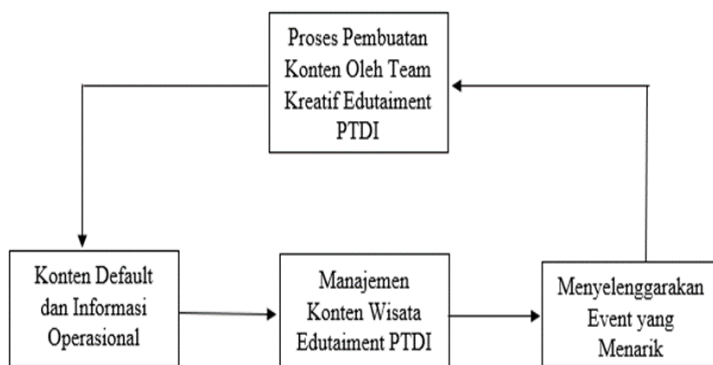 Proses Pembuatan
Konten Oleh Team
Kreatif Edutaiment
PTDI
Konten Default
dan Informasi
Operasional
Manajemen
Konten Wisata
Edutaiment PTDI
Menyelenggarakan
Event yang
Menarik